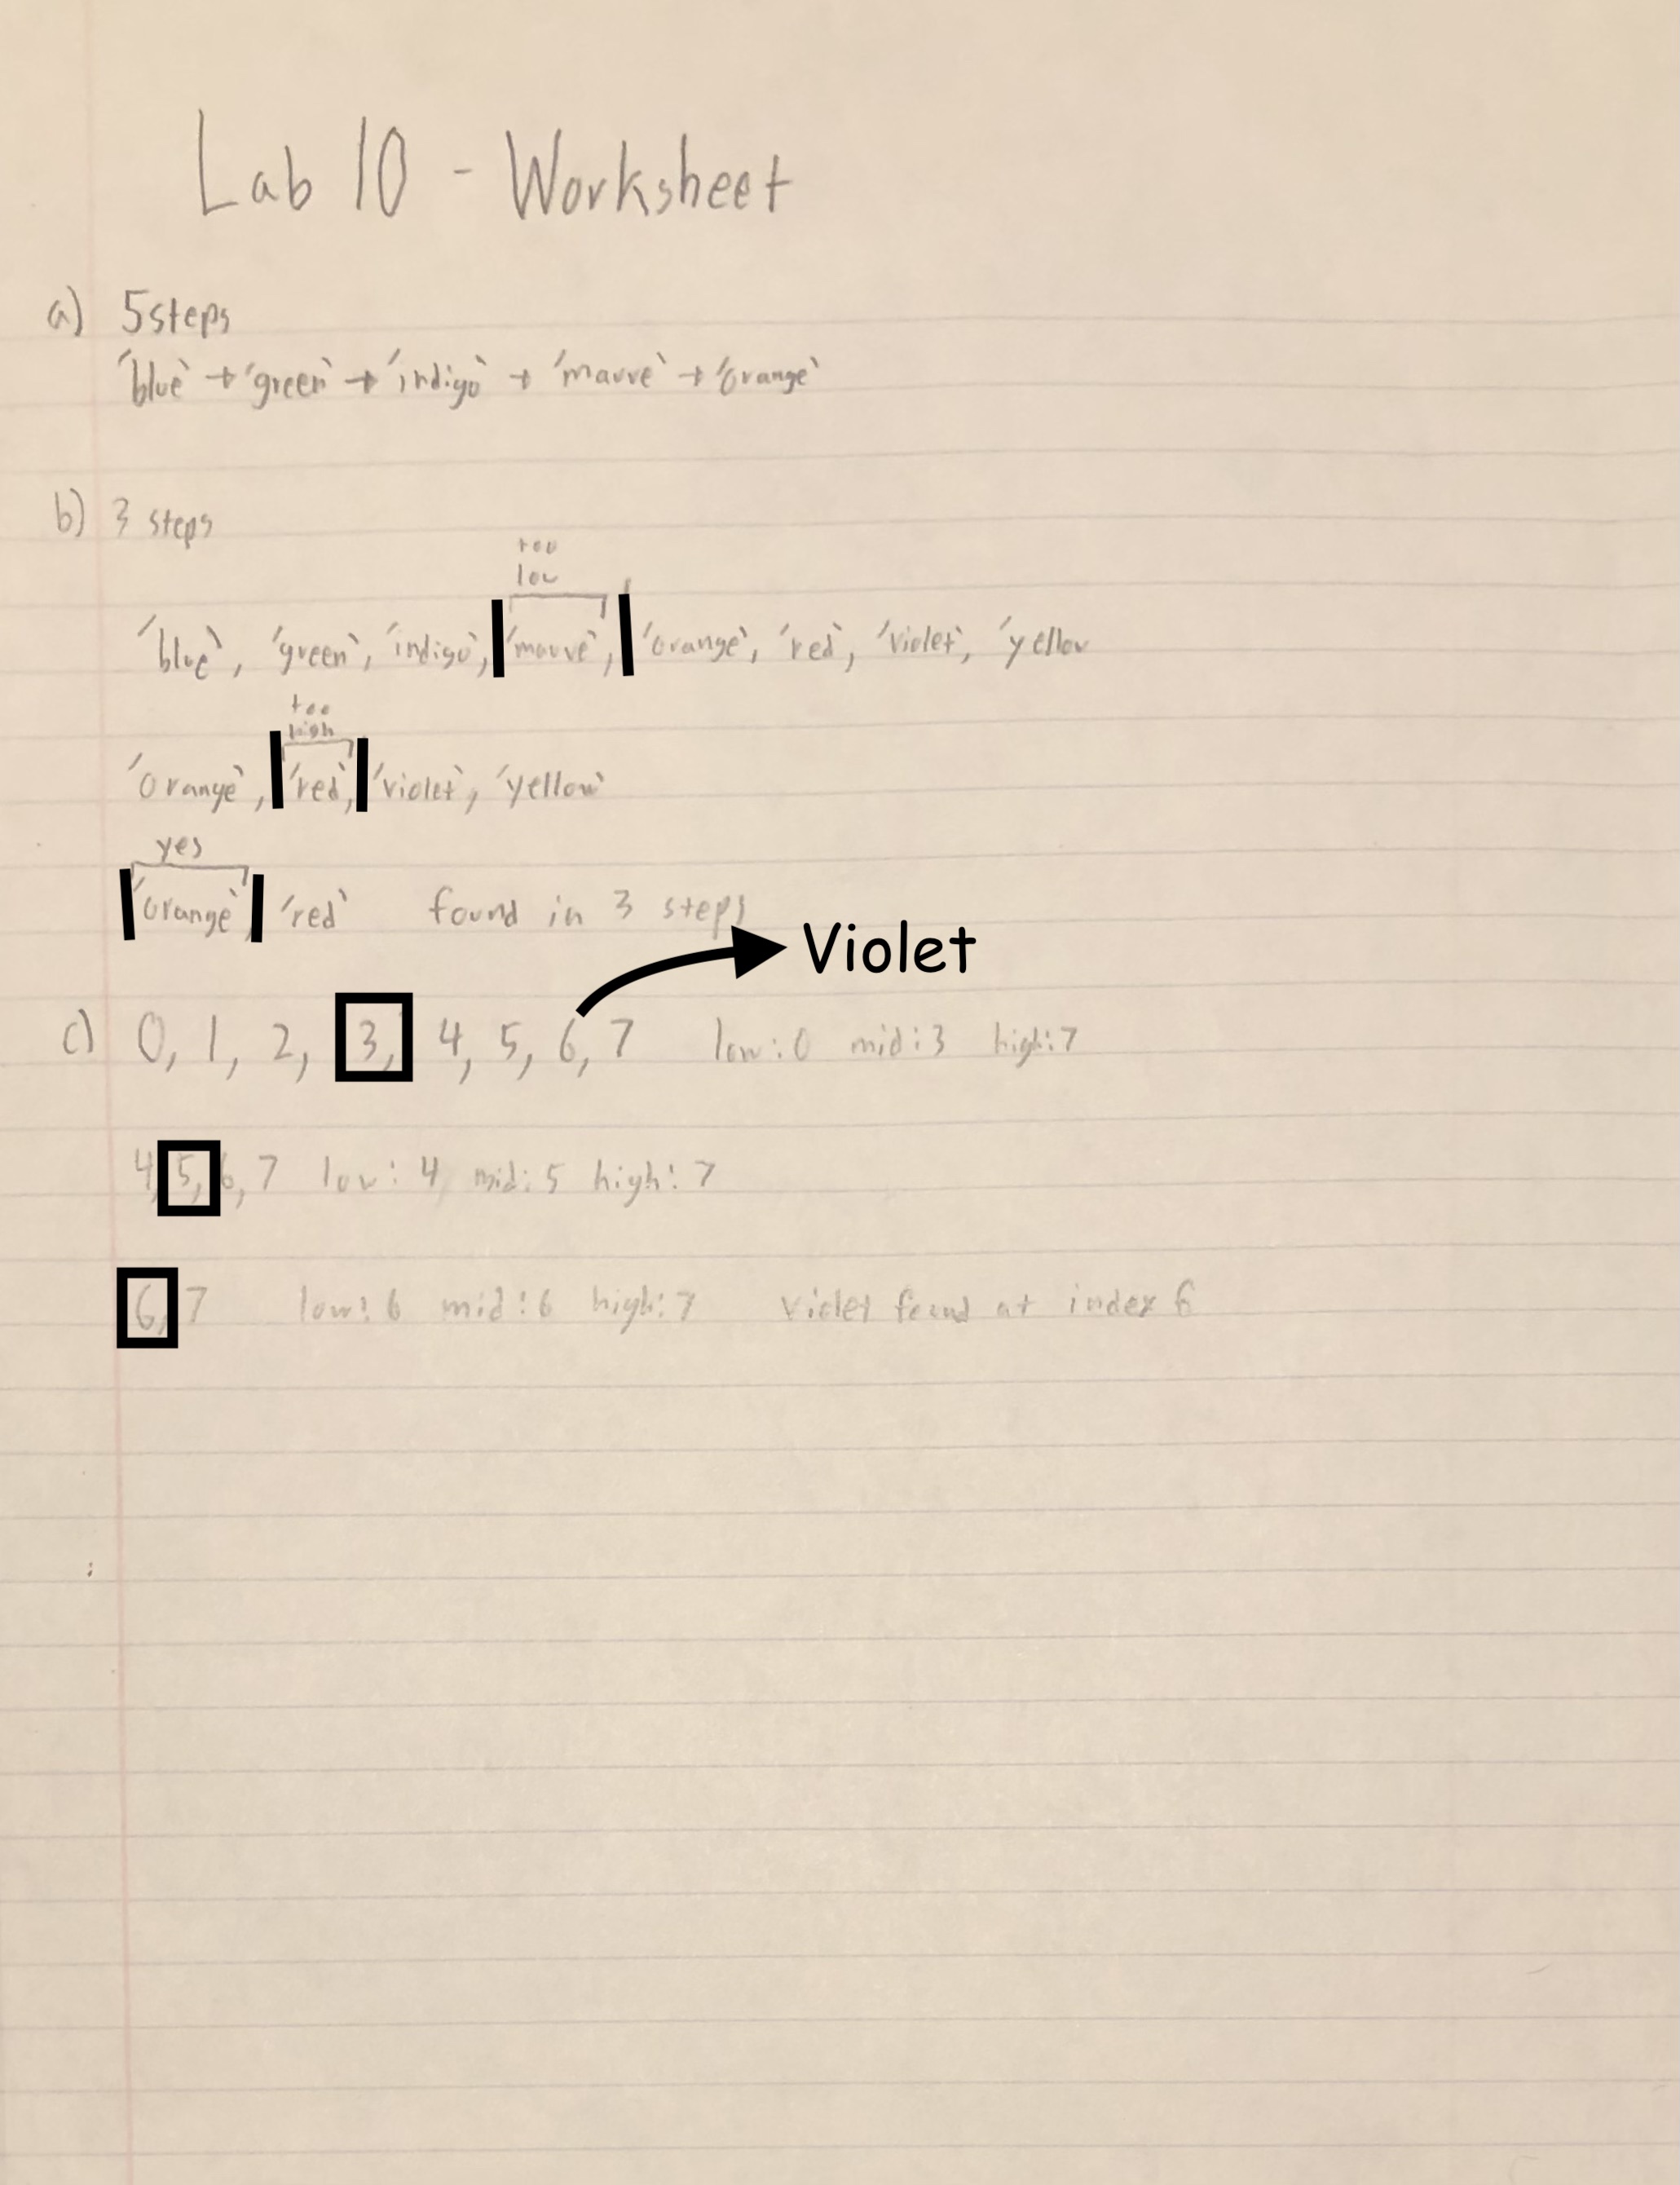 Lab 10 - Worksheet
a) 5 steps
'blue' → 'green' → 'indigo' → 'mauve' → 'orange'
b) 3 steps
too
low
'blue', 'green', 'indigo', 'mauve', 'orange', 'red', 'violet', 'yellow
too
high
'orange', 'red', 'violet', 'yellow'
yes
'orange', 'red' found in 3 steps
Violet
c) 0, 1, 2, 3, 4, 5, 6, 7 low: 0 mid: 3 high: 7
4, 5, 6, 7 low: 4 mid: 5 high: 7
6, 7 low: 6 mid: 6 high: 7 violet found at index 6